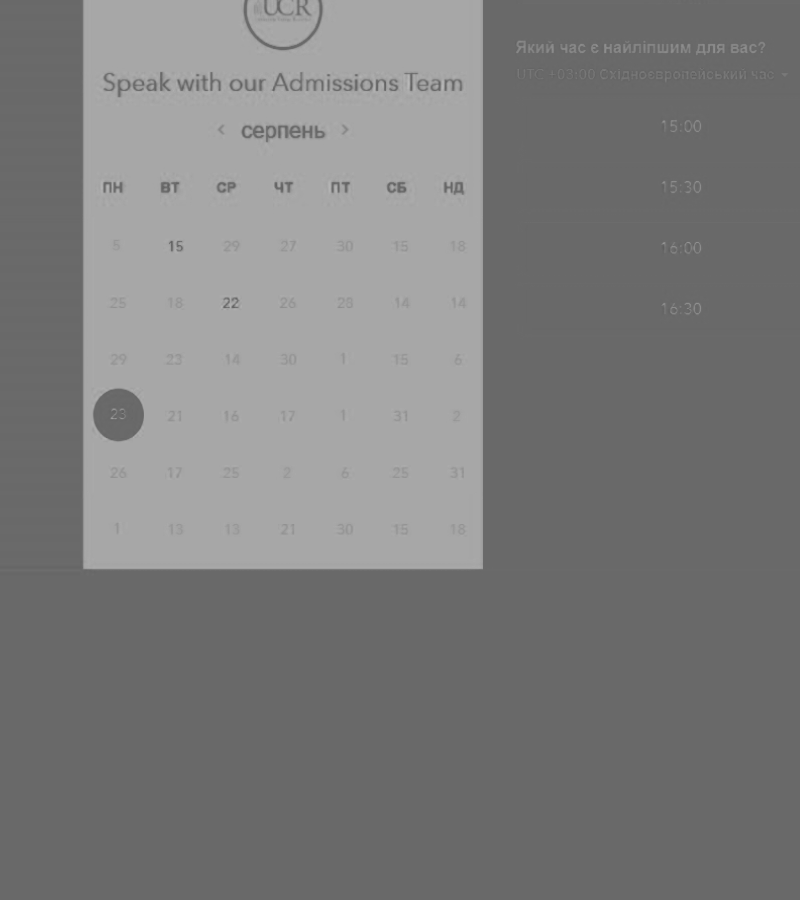 UCR
Speak with our Admissions Team
< серпень >
ПН ВТ СР ЧТ ПТ СБ НД
5 15 29 27 30 15 18
25 18 22 26 28 14 14
29 23 14 30 1 15 6
23 21 16 17 1 31 2
26 17 25 2 6 25 31
1 13 13 21 30 15 18
Який час є найліпшим для вас?
UTC +03:00 Східноєвропейський час
15:00
15:30
16:00
16:30